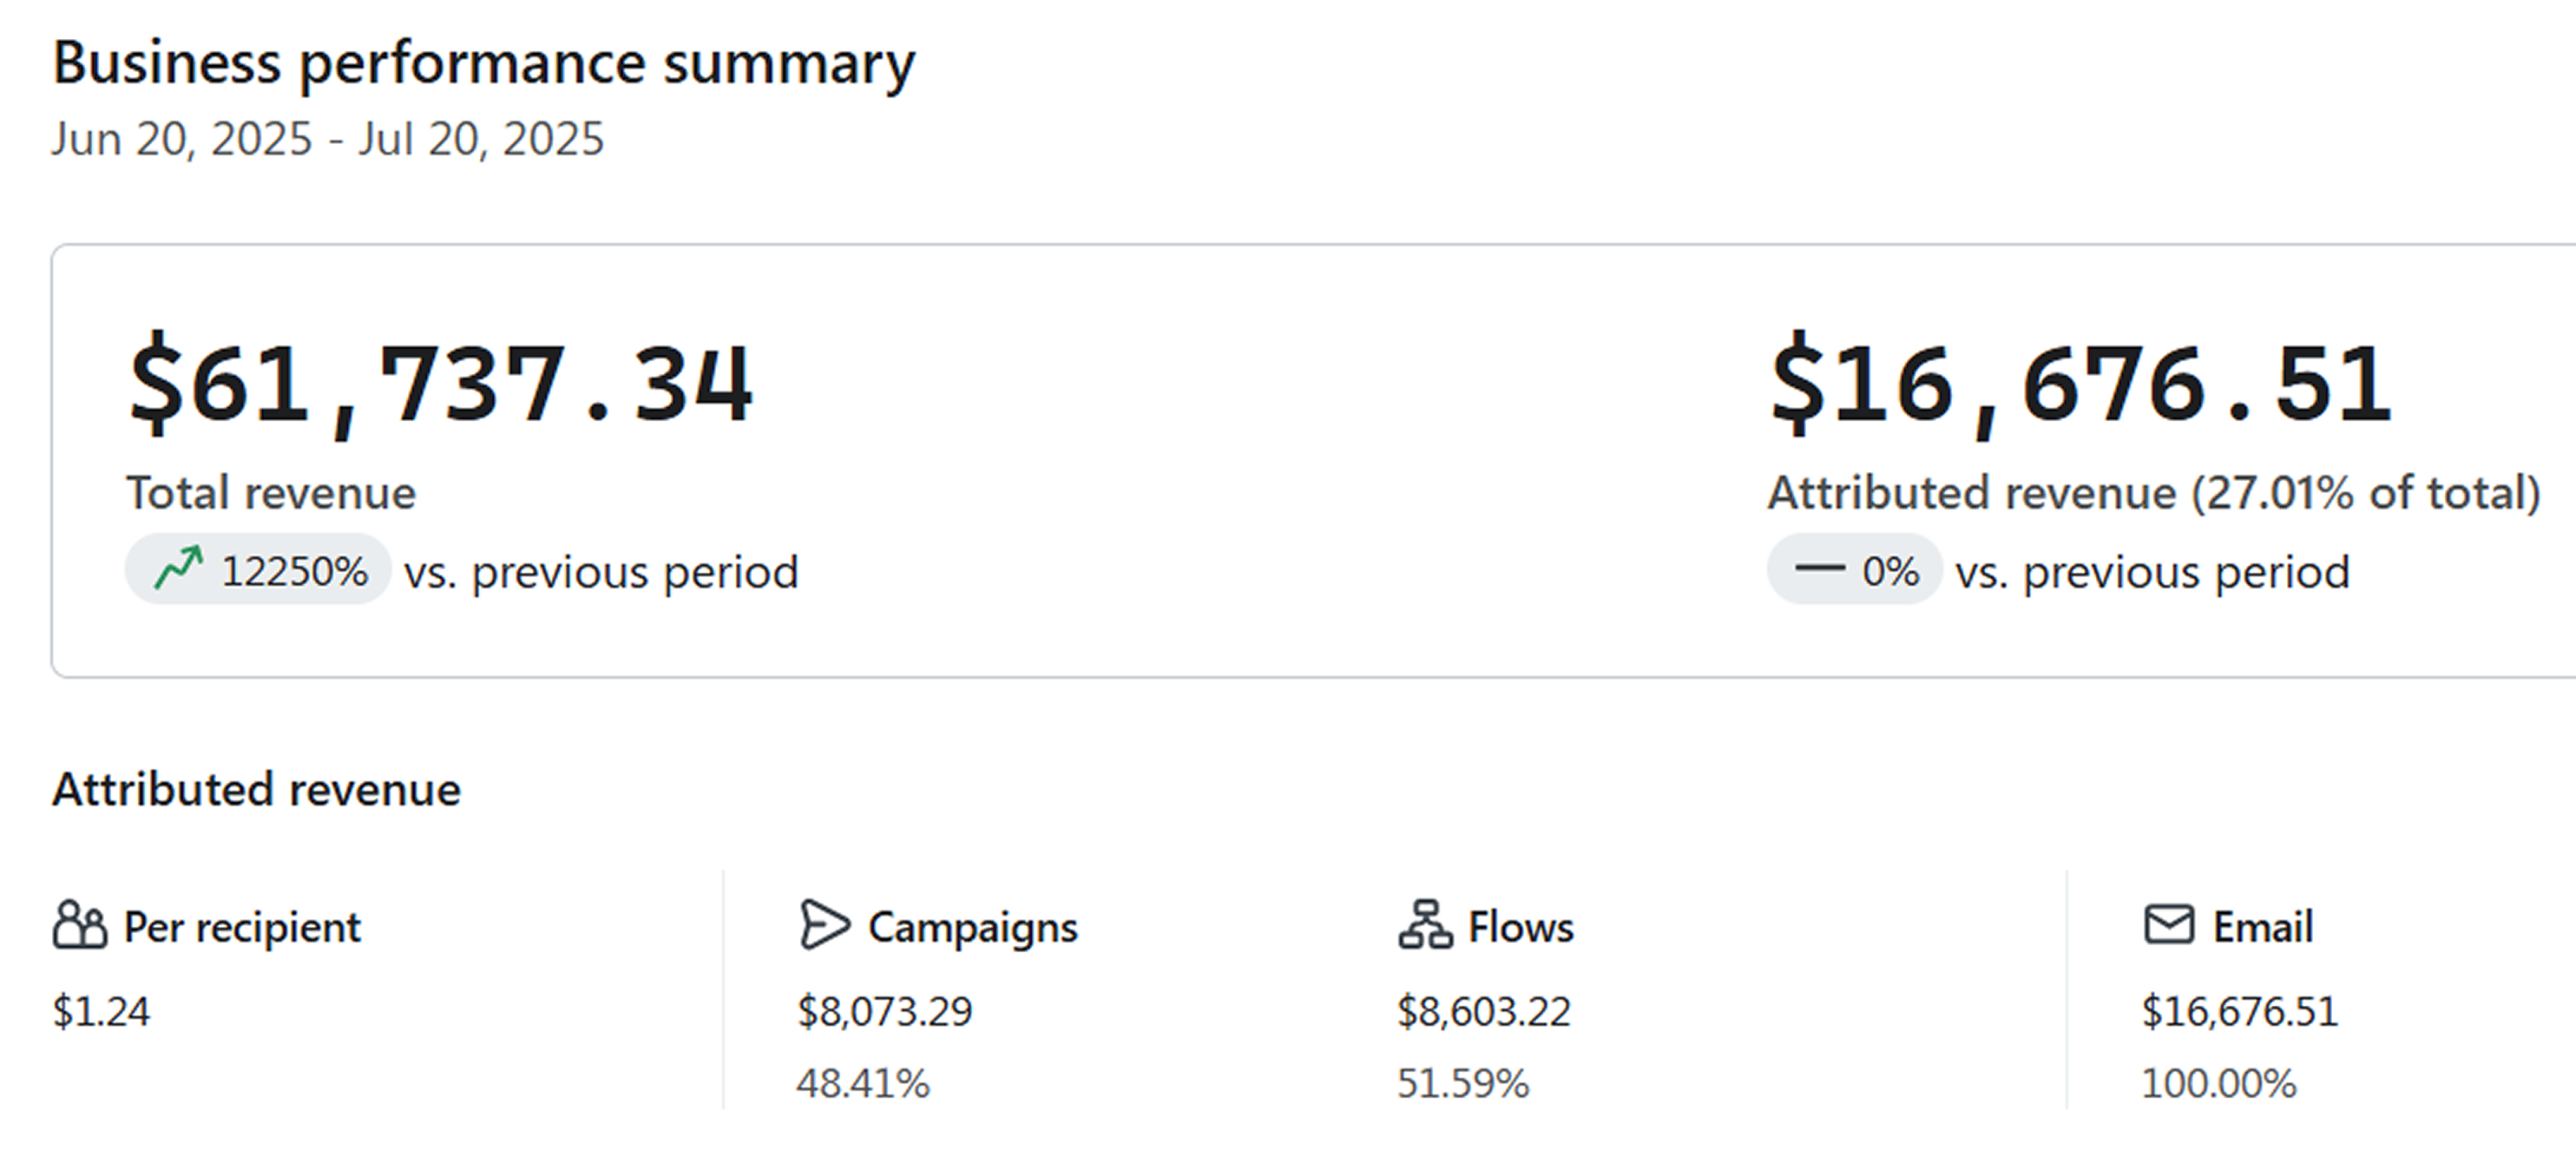 Business performance summary
Jun 20, 2025 - Jul 20, 2025
$61,737.34
Total revenue
12250% vs. previous period
$16,676.51
Attributed revenue (27.01% of total)
0% vs. previous period
Attributed revenue
Per recipient
$1.24
Campaigns
$8,073.29
48.41%
Flows
$8,603.22
51.59%
Email
$16,676.51
100.00%